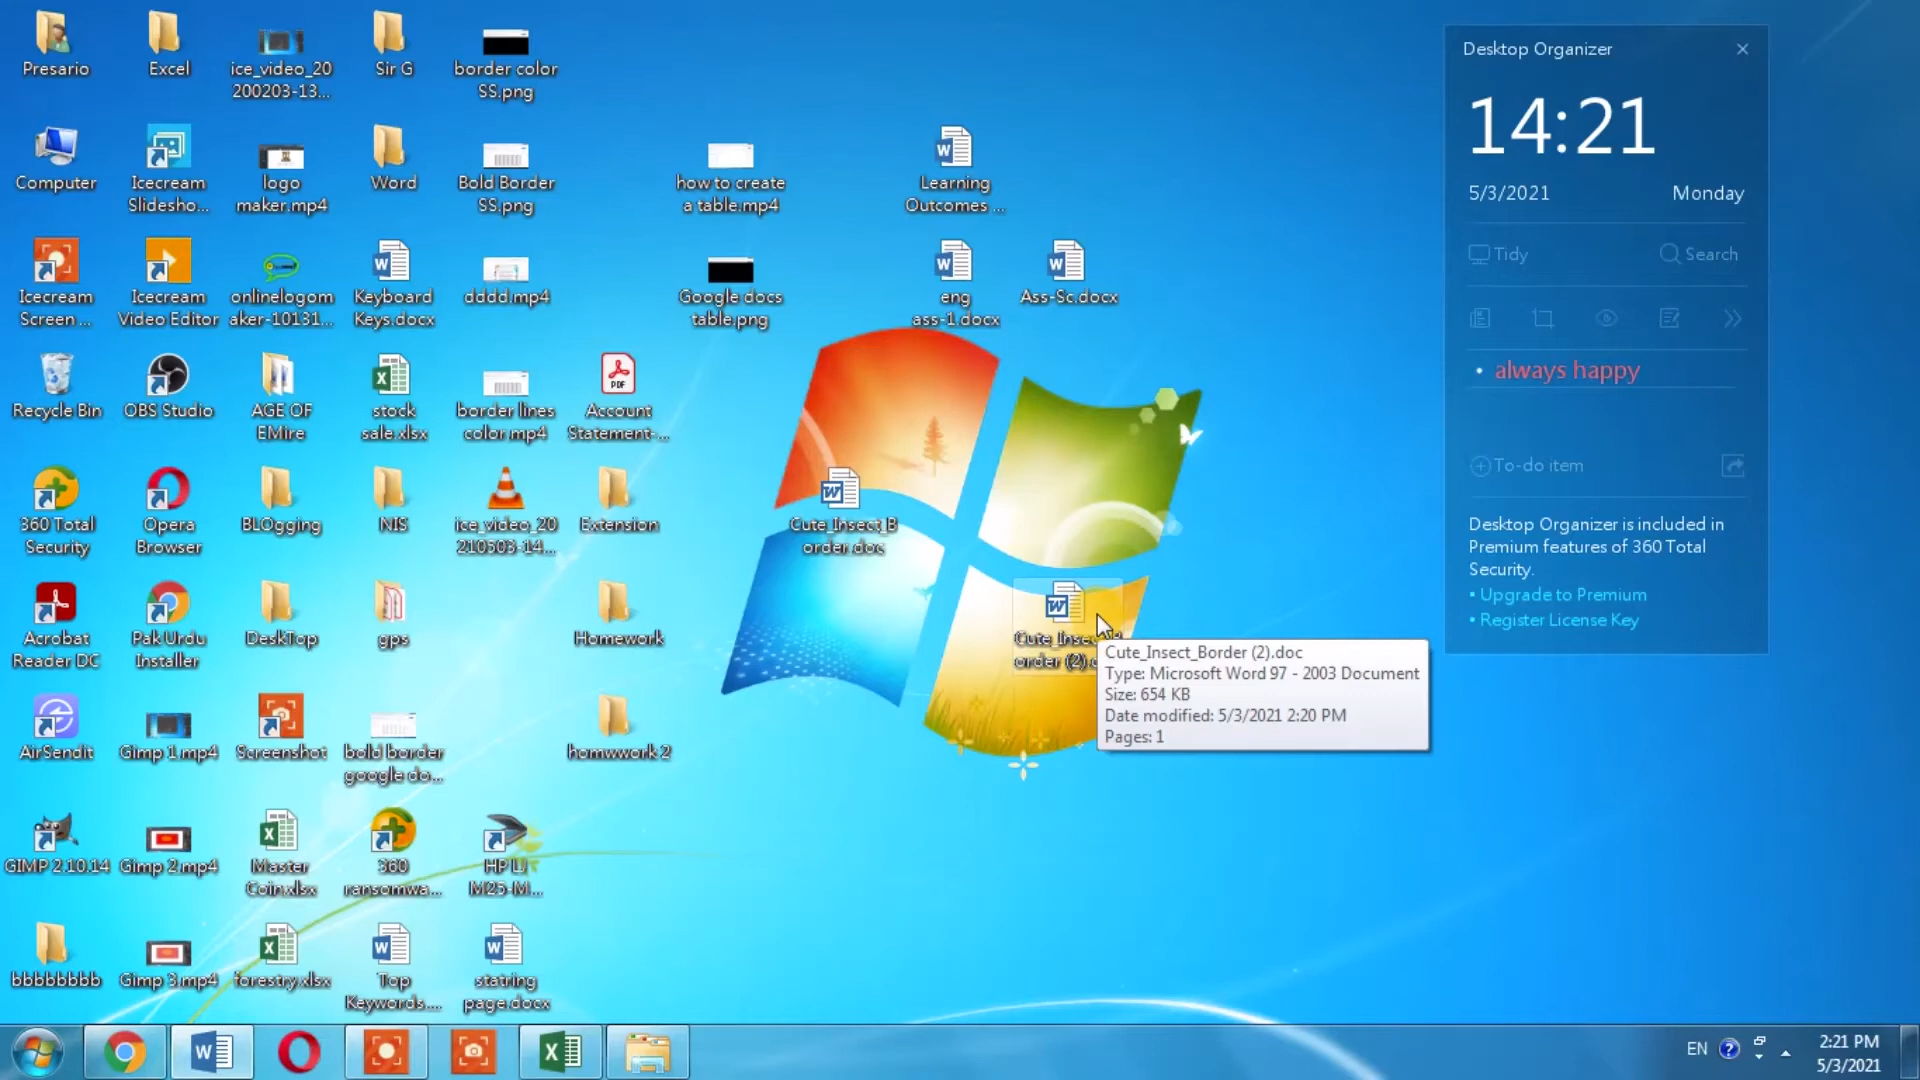 Presario
Excel
ice_video_20
200203-13...
Sir G
border color
SS.png
Computer
Icecream
Slidesho...
logo
maker.mp4
Word
Bold Border
SS.png
how to create
a table.mp4
Learning
Outcomes ...
Icecream
Screen ...
Icecream
Video Editor
onlinelogom
aker-10131...
Keyboard
Keys.docx
dddd.mp4
Google docs
table.png
eng
ass-1.docx
Ass-Sc.docx
Recycle Bin
OBS Studio
AGE OF
EMire
stock
sale.xlsx
border lines
color.mp4
PDF
Account
Statement-...
360 Total
Security
Opera
Browser
BLOgging
NIS
ice_video_20
210503-14...
Extension
Cute_Insect_B
order.doc
Acrobat
Reader DC
Pak Urdu
Installer
DeskTop
gps
Homework
Cute_Insec
order (2).
AirSendit
Gimp 1.mp4
Screenshot
bold border
google do...
homwwork 2
GIMP 2.10.14
Gimp 2.mp4
Master
Coin.xlsx
360
ransomwa...
HP LJ
M25-M...
bbbbbbbb
Gimp 3.mp4
forestry.xlsx
Top
Keywords....
statring
page.docx
Cute_Insect_Border (2).doc
Type: Microsoft Word 97 - 2003 Document
Size: 654 KB
Date modified: 5/3/2021 2:20 PM
Pages: 1
Desktop Organizer
14:21
5/3/2021 Monday
Tidy Search
• always happy
To-do item
Desktop Organizer is included in
Premium features of 360 Total
Security.
• Upgrade to Premium
• Register License Key
EN
2:21 PM
5/3/2021